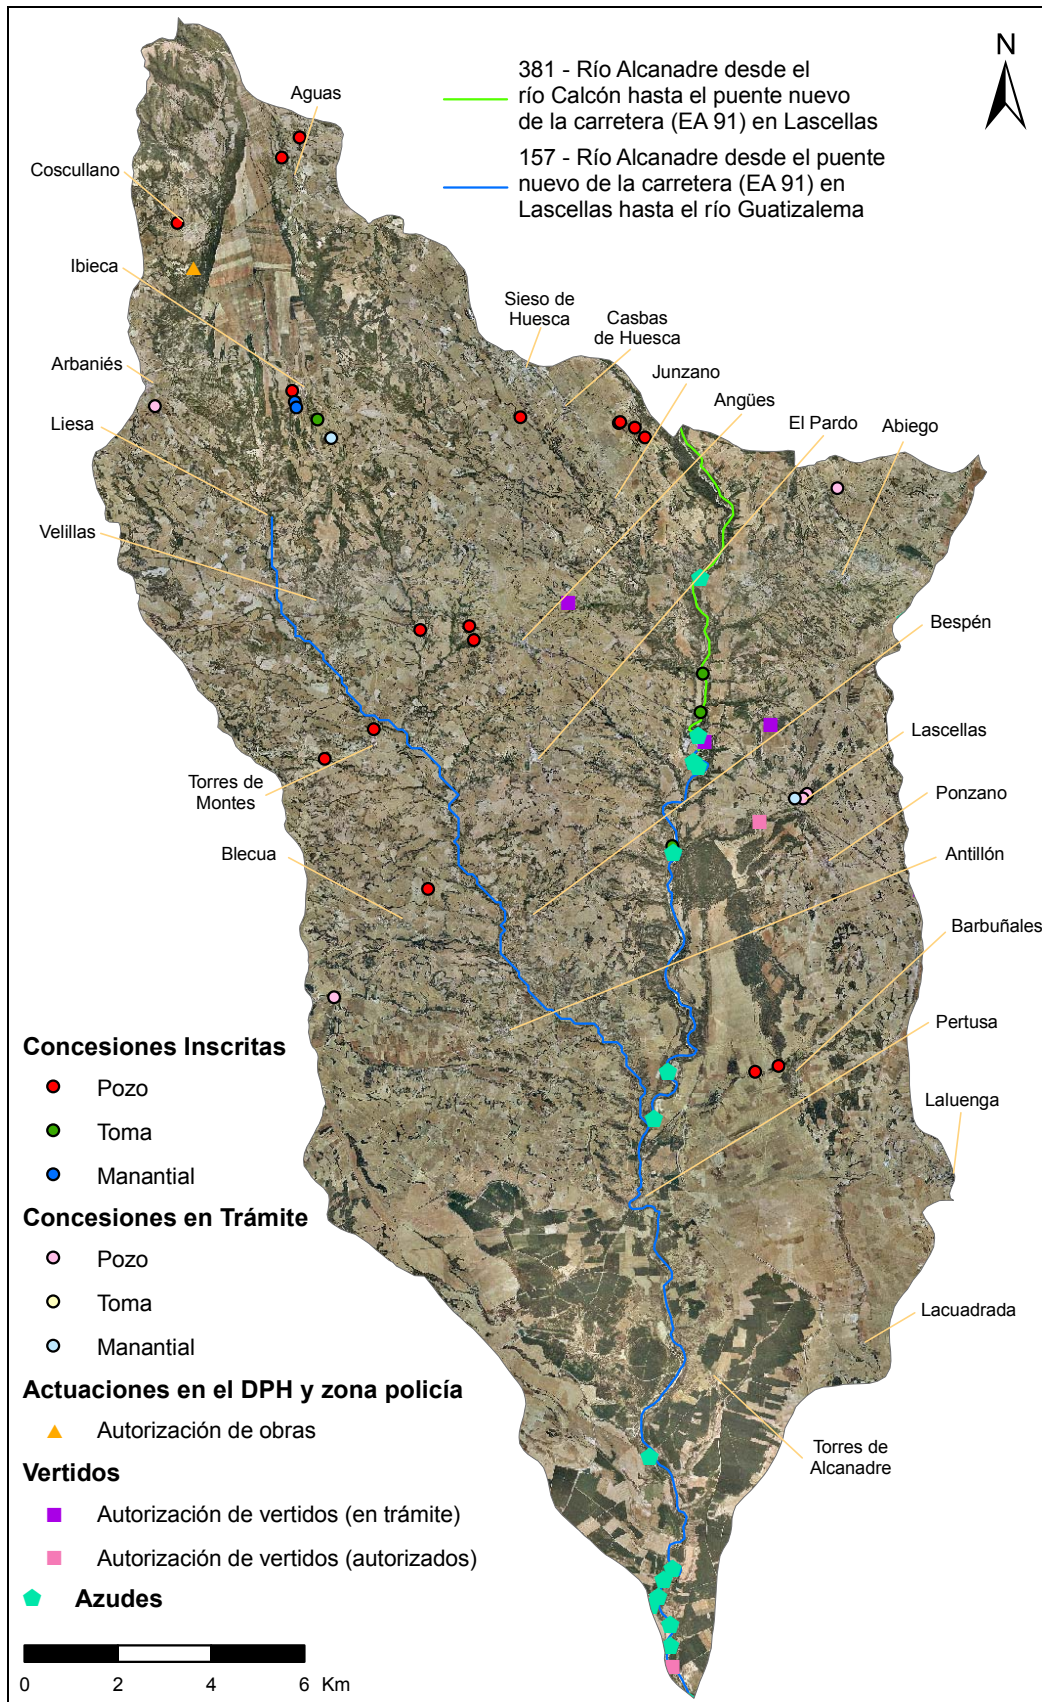 381 - Río Alcanadre desde el
río Calcón hasta el puente nuevo
de la carretera (EA 91) en Lascellas
157 - Río Alcanadre desde el puente
nuevo de la carretera (EA 91) en
Lascellas hasta el río Guatizalema
N
Aguas
Coscullano
Ibieca
Sieso de
Huesca
Casbas
de Huesca
Arbaniés
Junzano
Angües
Liesa
El Pardo
Abiego
Velillas
Bespén
Lascellas
Torres de
Montes
Ponzano
Blecua
Antillón
Barbuñales
Pertusa
Laluenga
Lacuadrada
Torres de
Alcanadre
Concesiones Inscritas
Pozo
Toma
Manantial
Concesiones en Trámite
Pozo
Toma
Manantial
Actuaciones en el DPH y zona policía
Autorización de obras
Vertidos
Autorización de vertidos (en trámite)
Autorización de vertidos (autorizados)
Azudes
0 2 4 6 Km